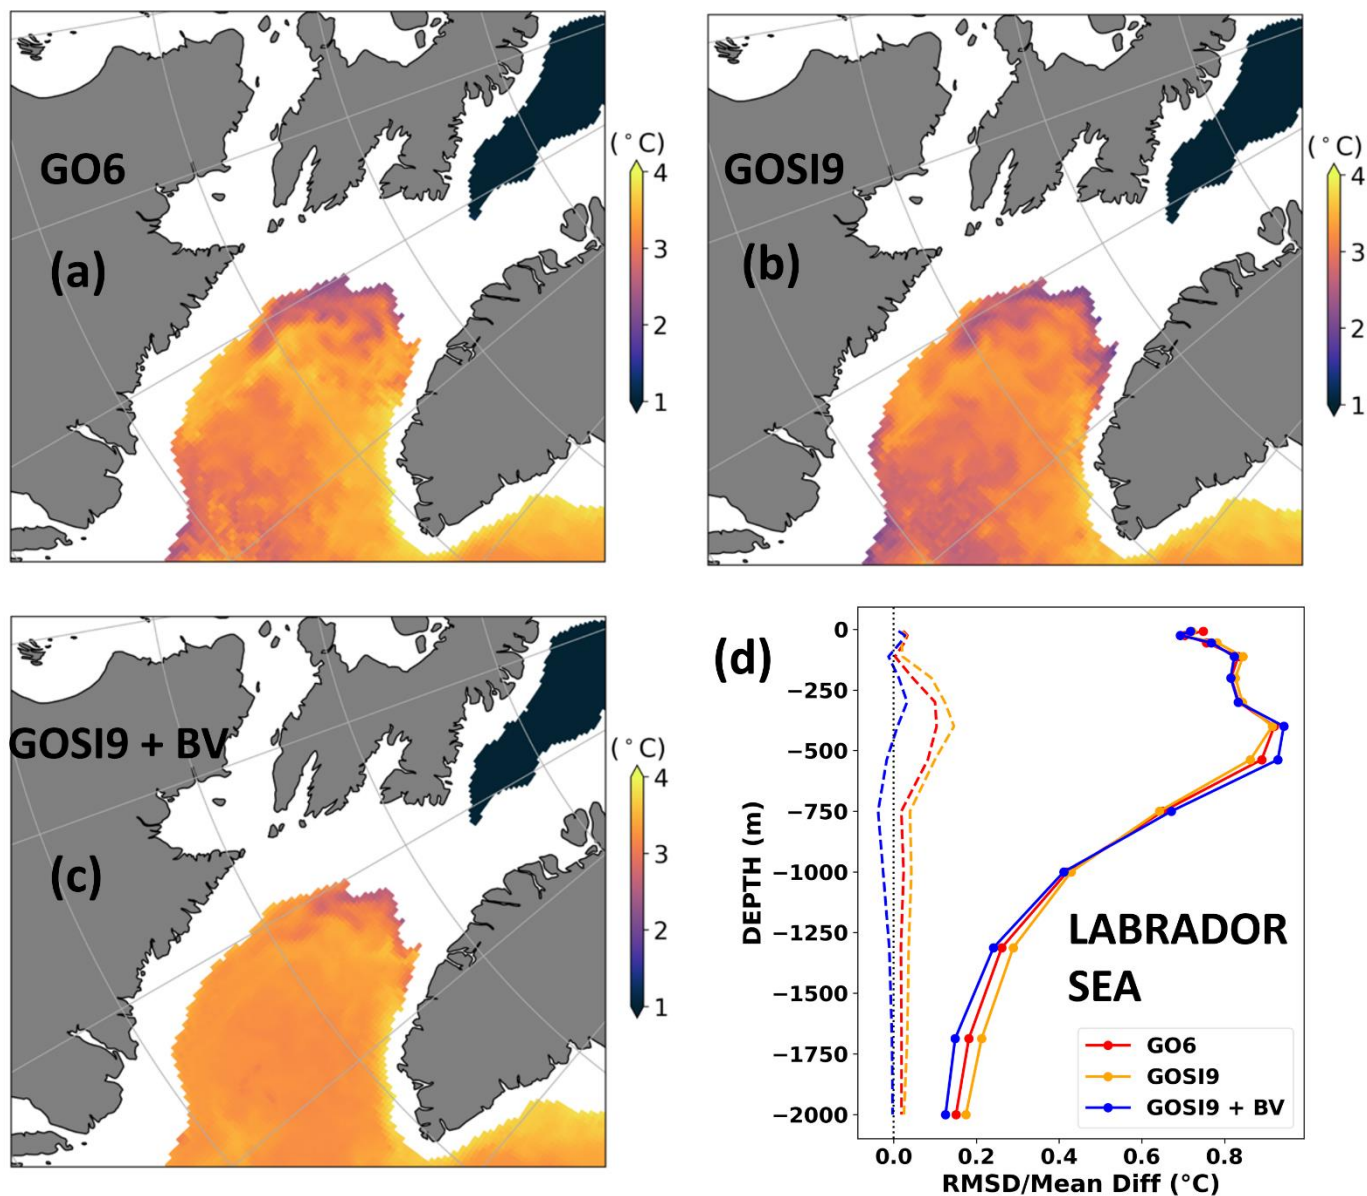 GO6
(a)
(°C)
4
3
2
1
GOSI9
(b)
(°C)
4
3
2
1
GOSI9 + BV
(c)
(°C)
4
3
2
1
(d)
0
−250
−500
−750
−1000
−1250
−1500
−1750
−2000
DEPTH (m)
LABRADOR
SEA
GO6
GOSI9
GOSI9 + BV
0.0 0.2 0.4 0.6 0.8
RMSD/Mean Diff (°C)